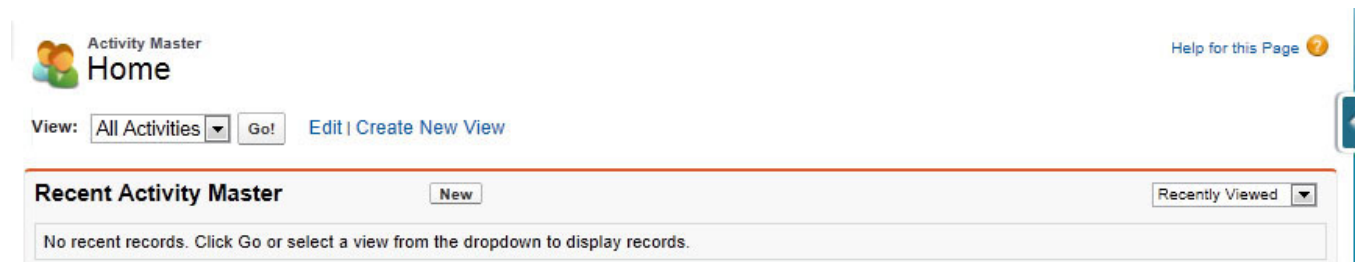 Activity Master
Home
Help for this Page ?
View: All Activities Go! Edit | Create New View
Recent Activity Master New Recently Viewed
No recent records. Click Go or select a view from the dropdown to display records.